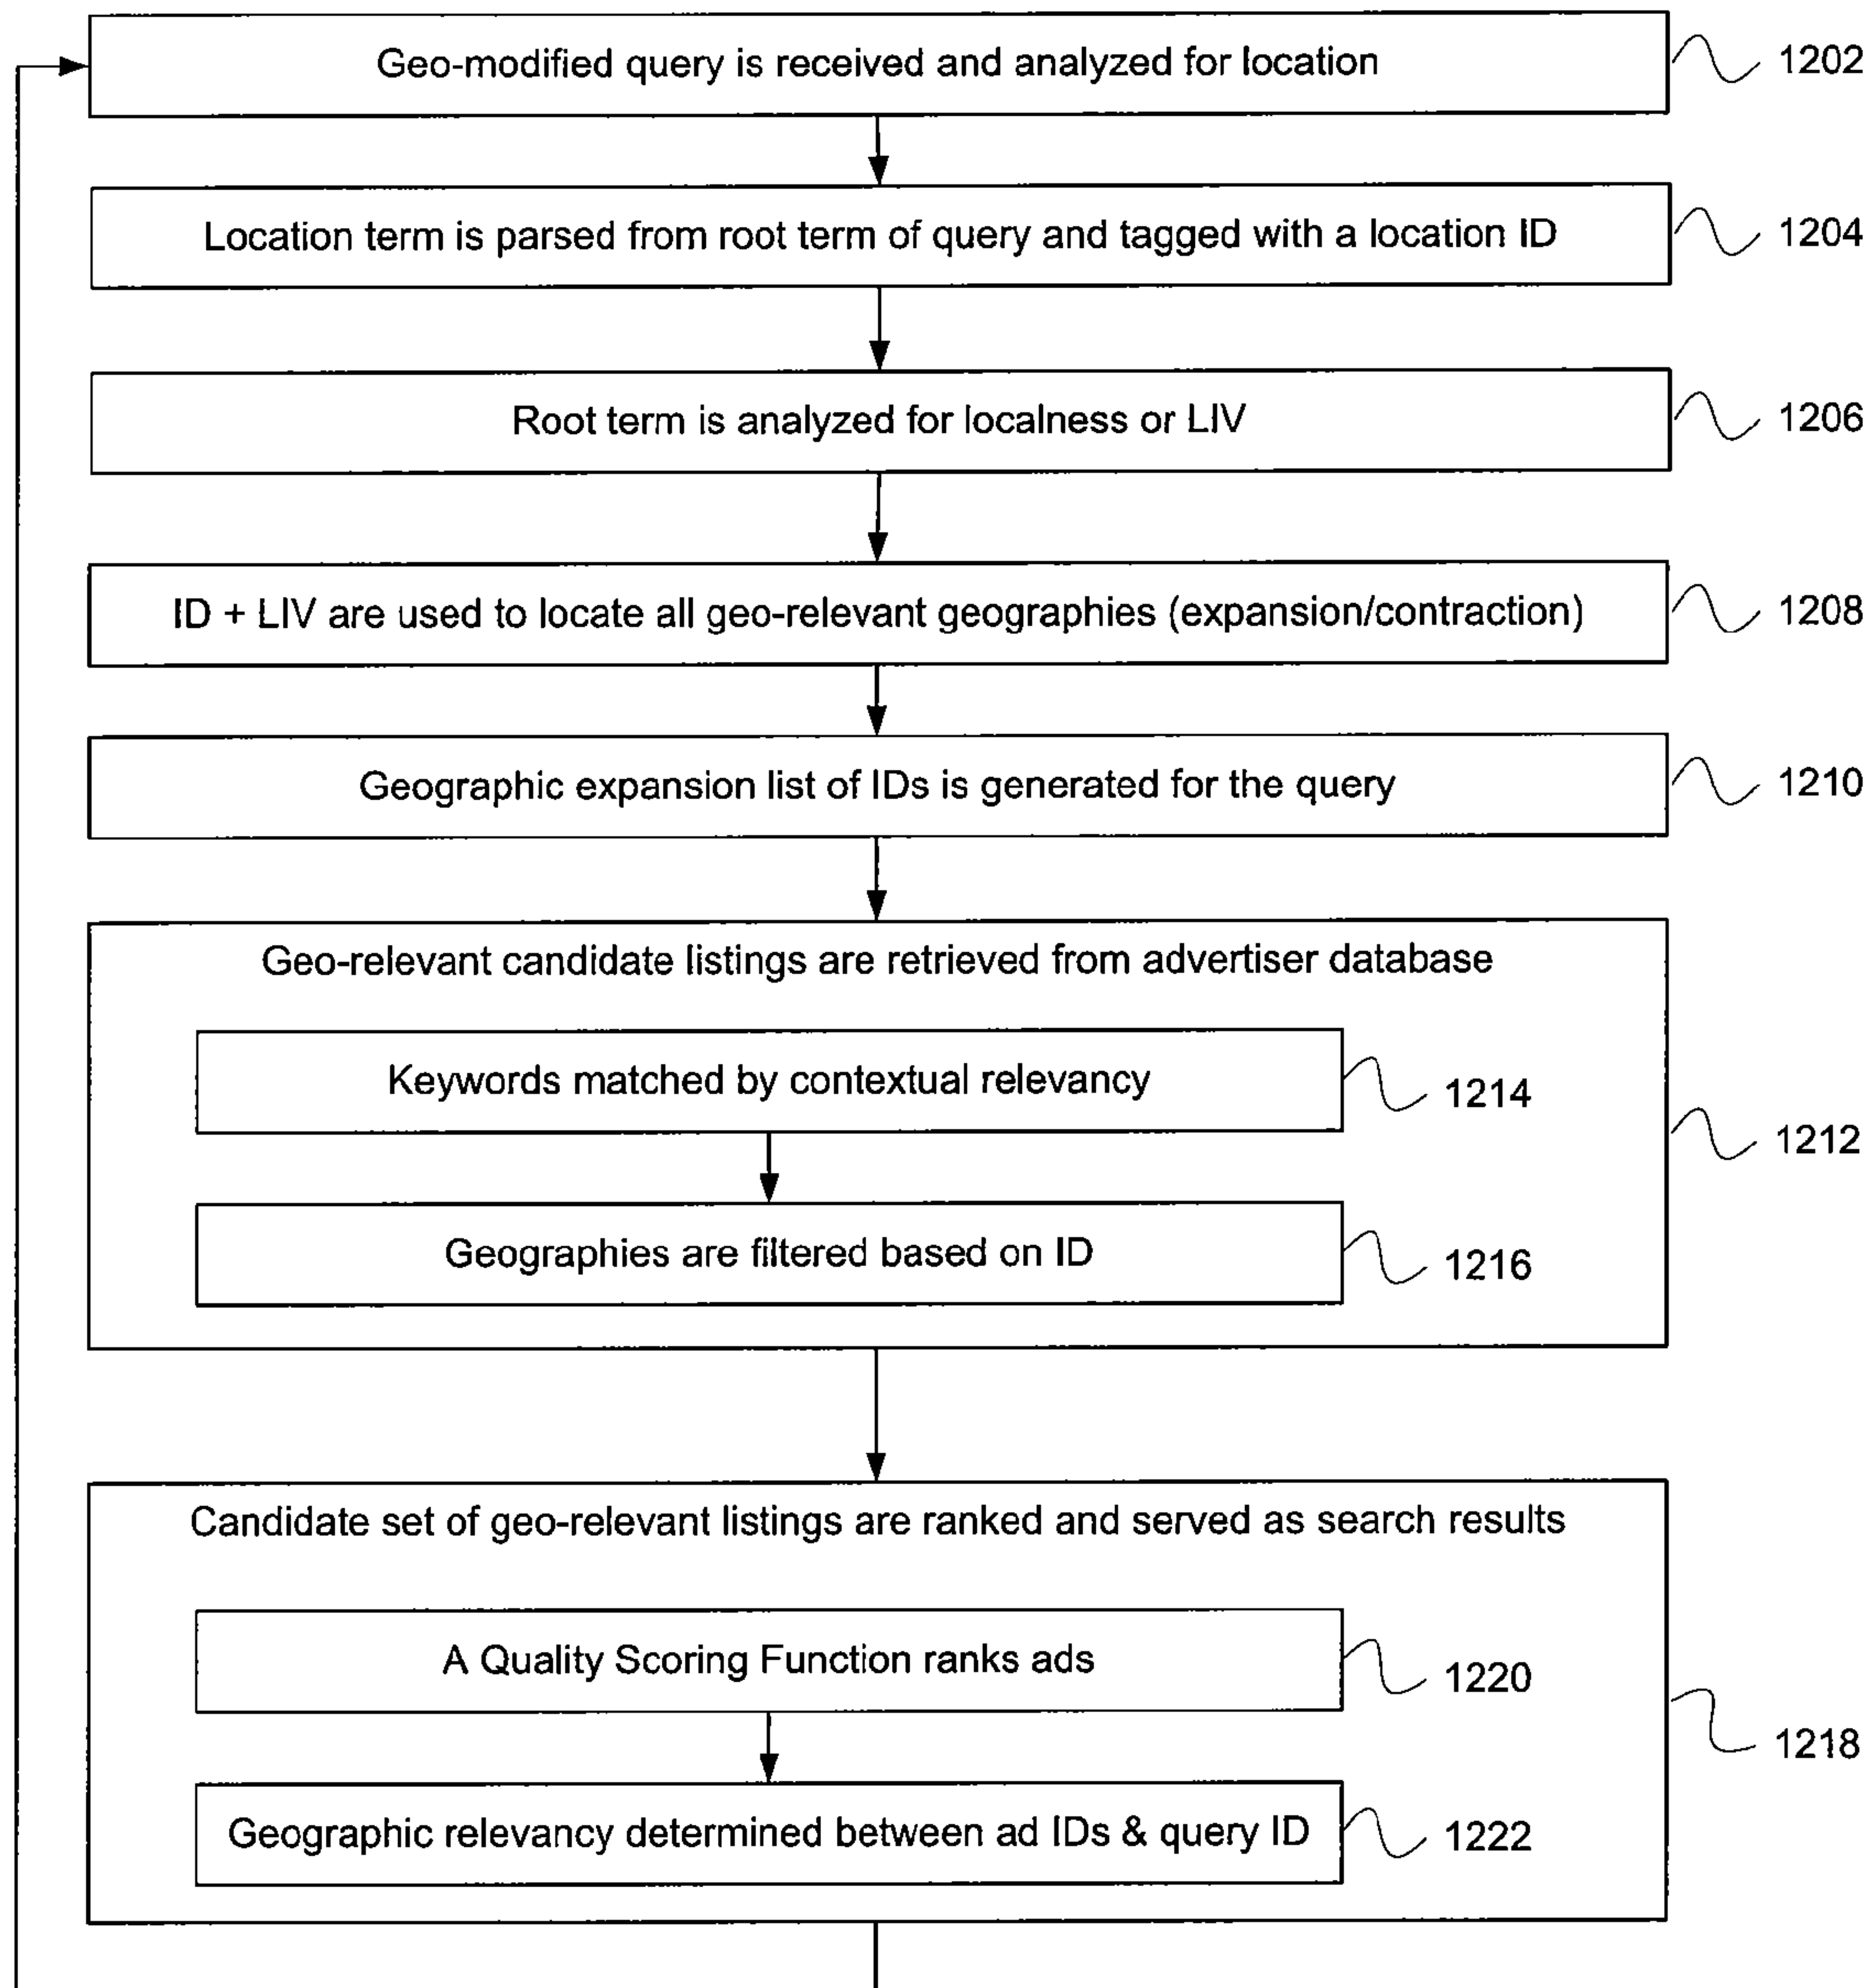 Geo-modified query is received and analyzed for location
1202
Location term is parsed from root term of query and tagged with a location ID
1204
Root term is analyzed for localness or LIV
1206
ID + LIV are used to locate all geo-relevant geographies (expansion/contraction)
1208
Geographic expansion list of IDs is generated for the query
1210
Geo-relevant candidate listings are retrieved from advertiser database
Keywords matched by contextual relevancy
1214
1212
Geographies are filtered based on ID
1216
Candidate set of geo-relevant listings are ranked and served as search results
A Quality Scoring Function ranks ads
1220
1218
Geographic relevancy determined between ad IDs & query ID
1222